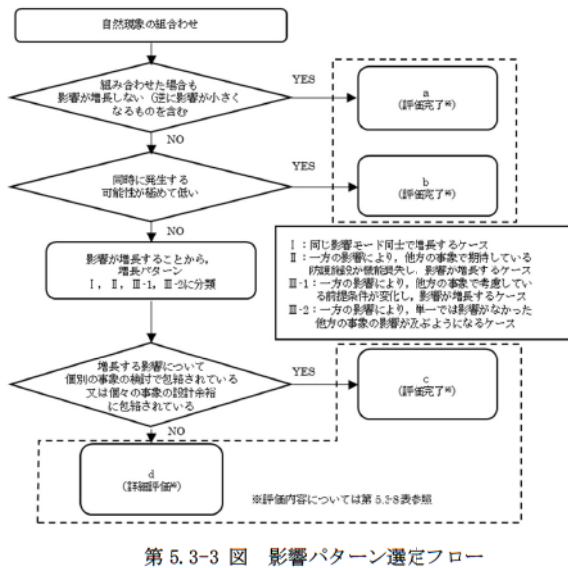 自然現象の組合わせ
組み合わせた場合も
影響が増長しない（逆に影響が小さく
なるものを含む
YES
a
（評価完了※）
NO
同時に発生する
可能性が極めて低い
YES
b
（評価完了※）
NO
影響が増長することから，
増長パターン
Ⅰ，Ⅱ，Ⅲ-1，Ⅲ-2に分類
Ⅰ：同じ影響モード同士で増長するケース
Ⅱ：一方の影響により，他方の事象で期待している
防護施設が機能喪失し，影響が増長するケース
Ⅲ-1：一方の影響により，他方の事象で考慮してい
る前提条件が変化し，影響が増長するケース
Ⅲ-2：一方の影響により，単一では影響がなかった
他方の事象の影響が及ぶようになるケース
増長する影響について
個別の事象の検討で包絡されている
又は個々の事象の設計余裕
に包絡されている
YES
c
（評価完了※）
NO
d
（詳細評価※）
※評価内容については第5.3-8表参照
第 5.3-3 図　影響パターン選定フロー